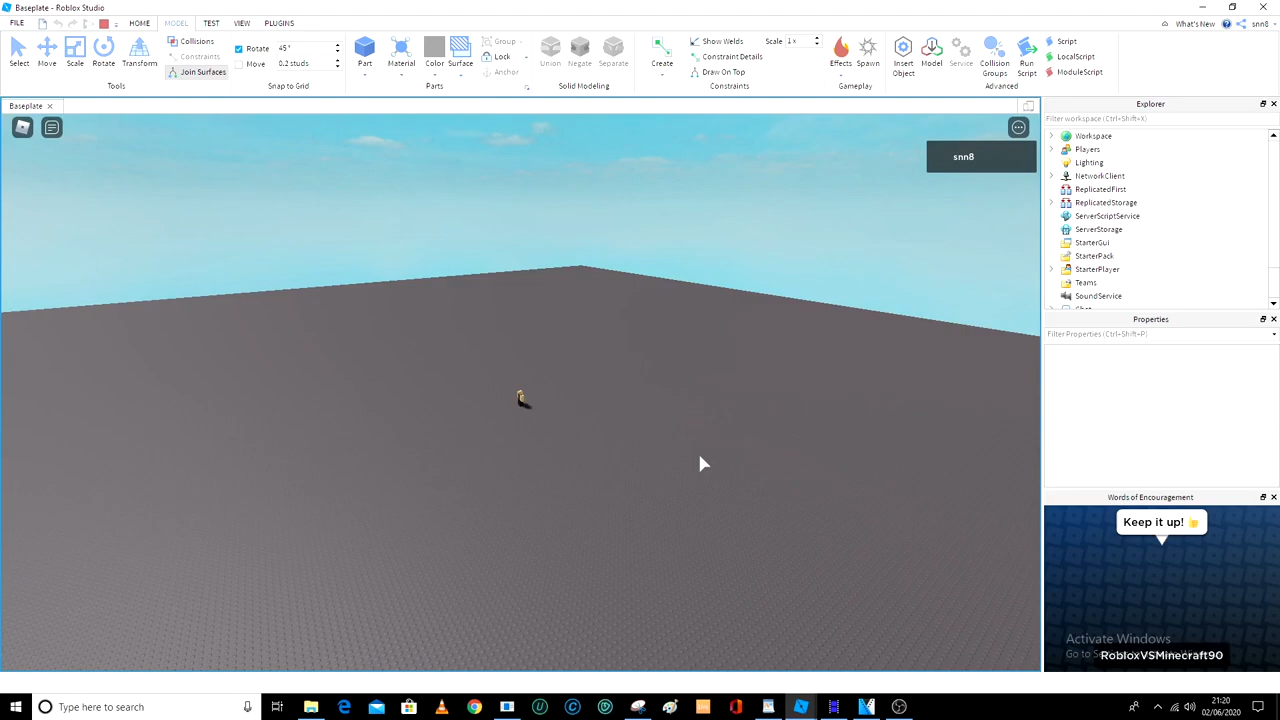 Baseplate - Roblox Studio
FILE HOME MODEL TEST VIEW PLUGINS What's New snn8
Select Move Scale Rotate Transform
Collisions
Constraints
Join Surfaces
Tools
Rotate 45°
Move 0.2 studs
Snap to Grid
Part Material Color Surface
Group
Lock
Anchor
Parts
Union Negate Separate
Solid Modeling
Create
Show Welds
Constraint Details
Draw On Top
Scale 1 x
Constraints
Effects Spawn
Gameplay
Insert Object
Model
Service
Collision Groups
Run Script
Script
LocalScript
ModuleScript
Advanced
Baseplate
snn8
Explorer
Filter workspace (Ctrl+Shift+X)
Workspace
Players
Lighting
NetworkClient
ReplicatedFirst
ReplicatedStorage
ServerScriptService
ServerStorage
StarterGui
StarterPack
StarterPlayer
Teams
SoundService
Chat
Properties
Filter Properties (Ctrl+Shift+P)
Words of Encouragement
Keep it up!
Activate Windows
RobloxVSMinecraft90
Type here to search
21:20
02/06/2020